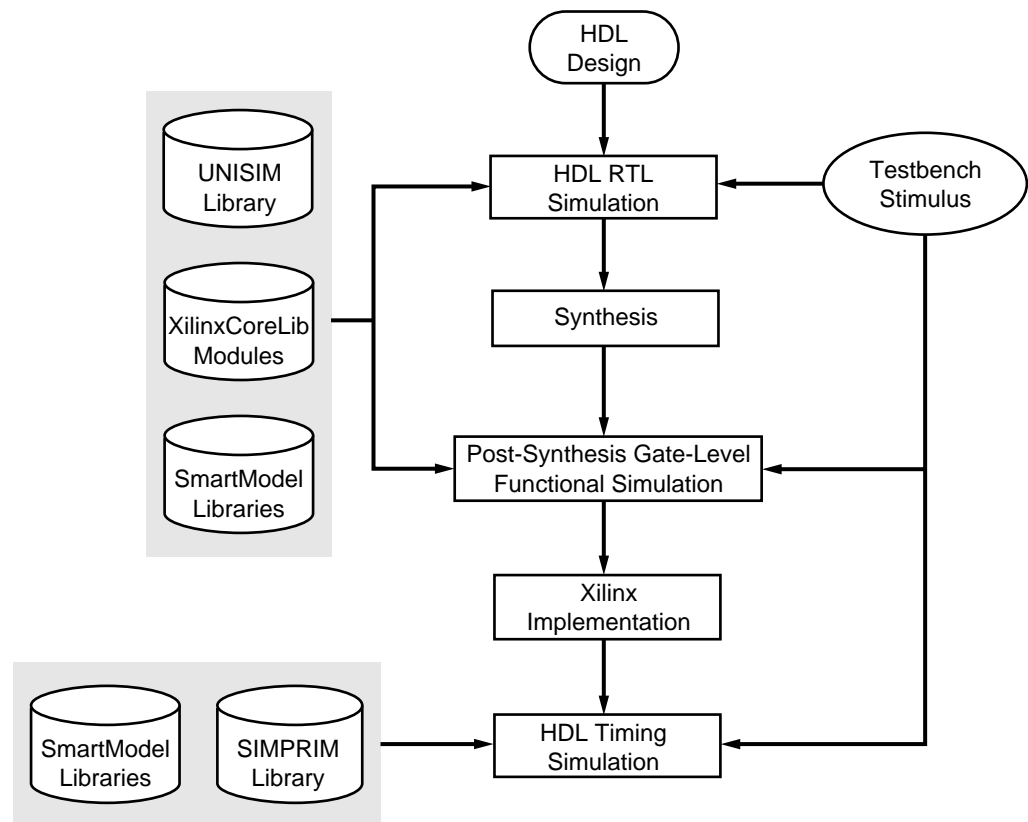 HDL
Design
UNISIM
Library
HDL RTL
Simulation
Testbench
Stimulus
XilinxCoreLib
Modules
Synthesis
SmartModel
Libraries
Post-Synthesis Gate-Level
Functional Simulation
Xilinx
Implementation
SmartModel
Libraries
SIMPRIM
Library
HDL Timing
Simulation